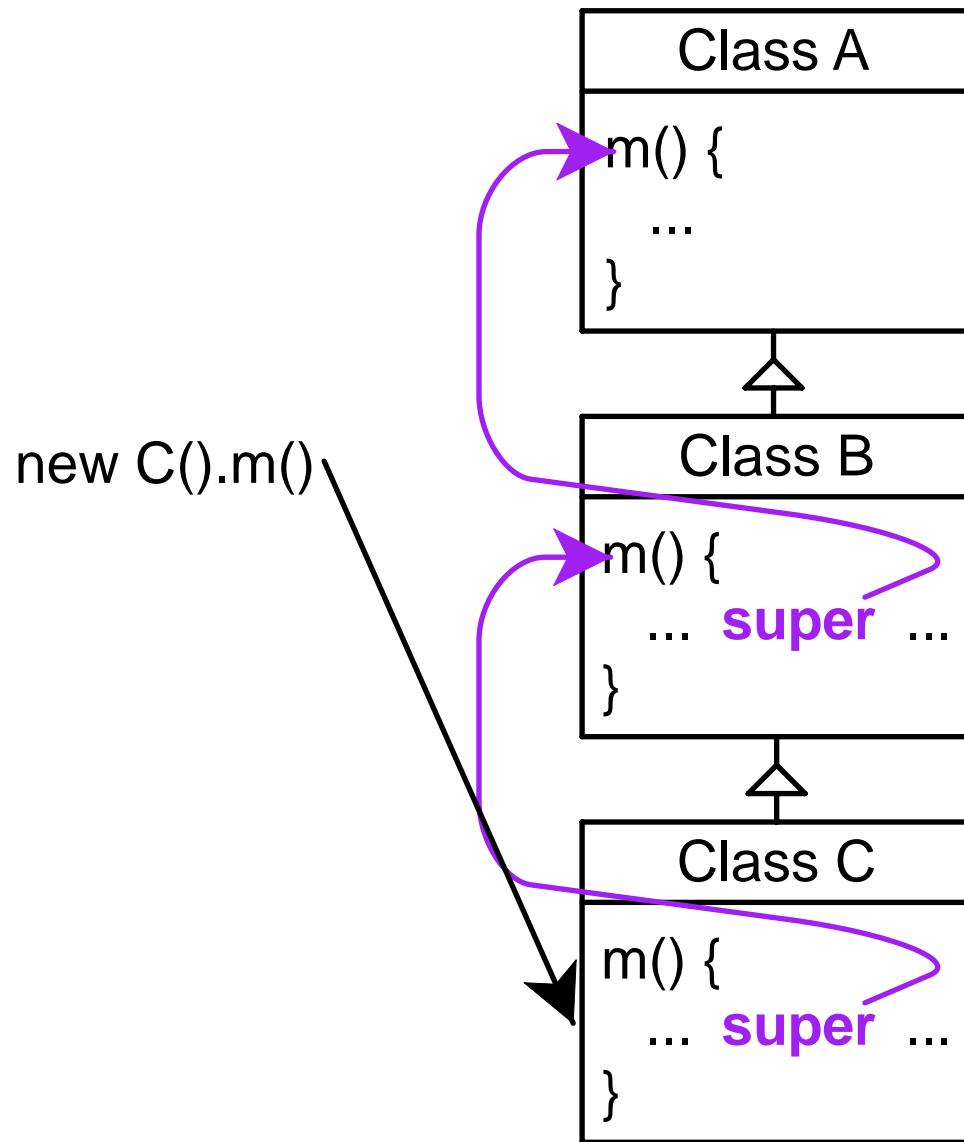 Class A
m() {
...
}
new C().m()
Class B
m() {
... super ...
}
Class C
m() {
... super ...
}